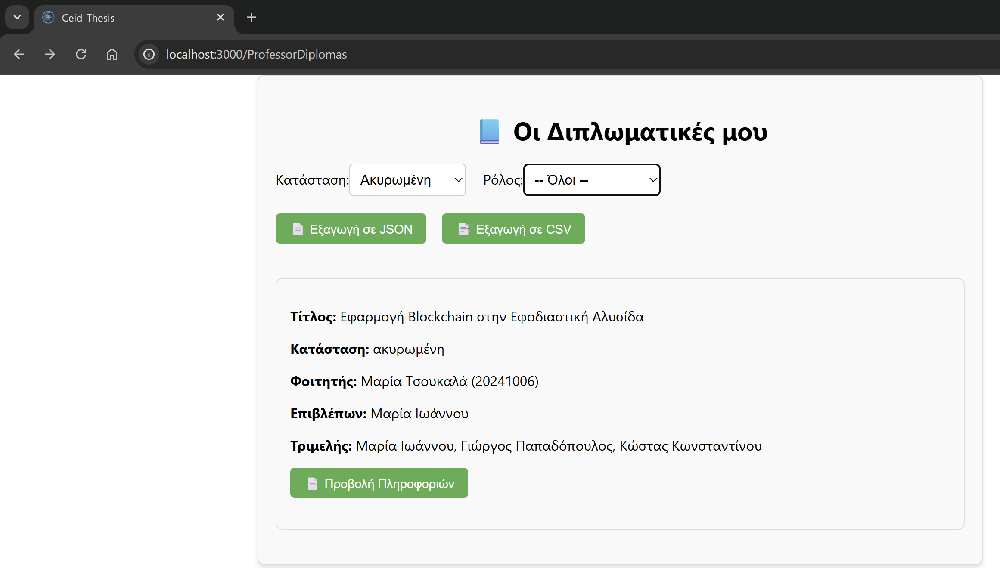 Ceid-Thesis
localhost:3000/ProfessorDiplomas
Οι Διπλωματικές μου
Κατάσταση: Ακυρωμένη Ρόλος: -- Όλοι --
Εξαγωγή σε JSON Εξαγωγή σε CSV
Τίτλος: Εφαρμογή Blockchain στην Εφοδιαστική Αλυσίδα
Κατάσταση: ακυρωμένη
Φοιτητής: Μαρία Τσουκαλά (20241006)
Επιβλέπων: Μαρία Ιωάννου
Τριμελής: Μαρία Ιωάννου, Γιώργος Παπαδόπουλος, Κώστας Κωνσταντίνου
Προβολή Πληροφοριών